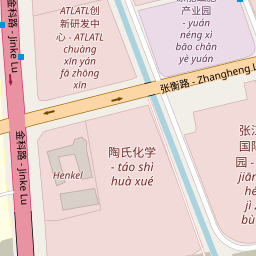 ATLATL创
新研发中
心 - ATLATL
chuàng
xīn yán
fā zhōng
xīn
产业园
- yuán
néng xì
bāo chǎn
yè yuán
金科路 - Jinke Lu
张衡路 - Zhangheng L
陶氏化学
- táo shì
huà xué
Henkel
金科路 - Jinke Lu
张江
国际
园 -
jiān
hé
jì